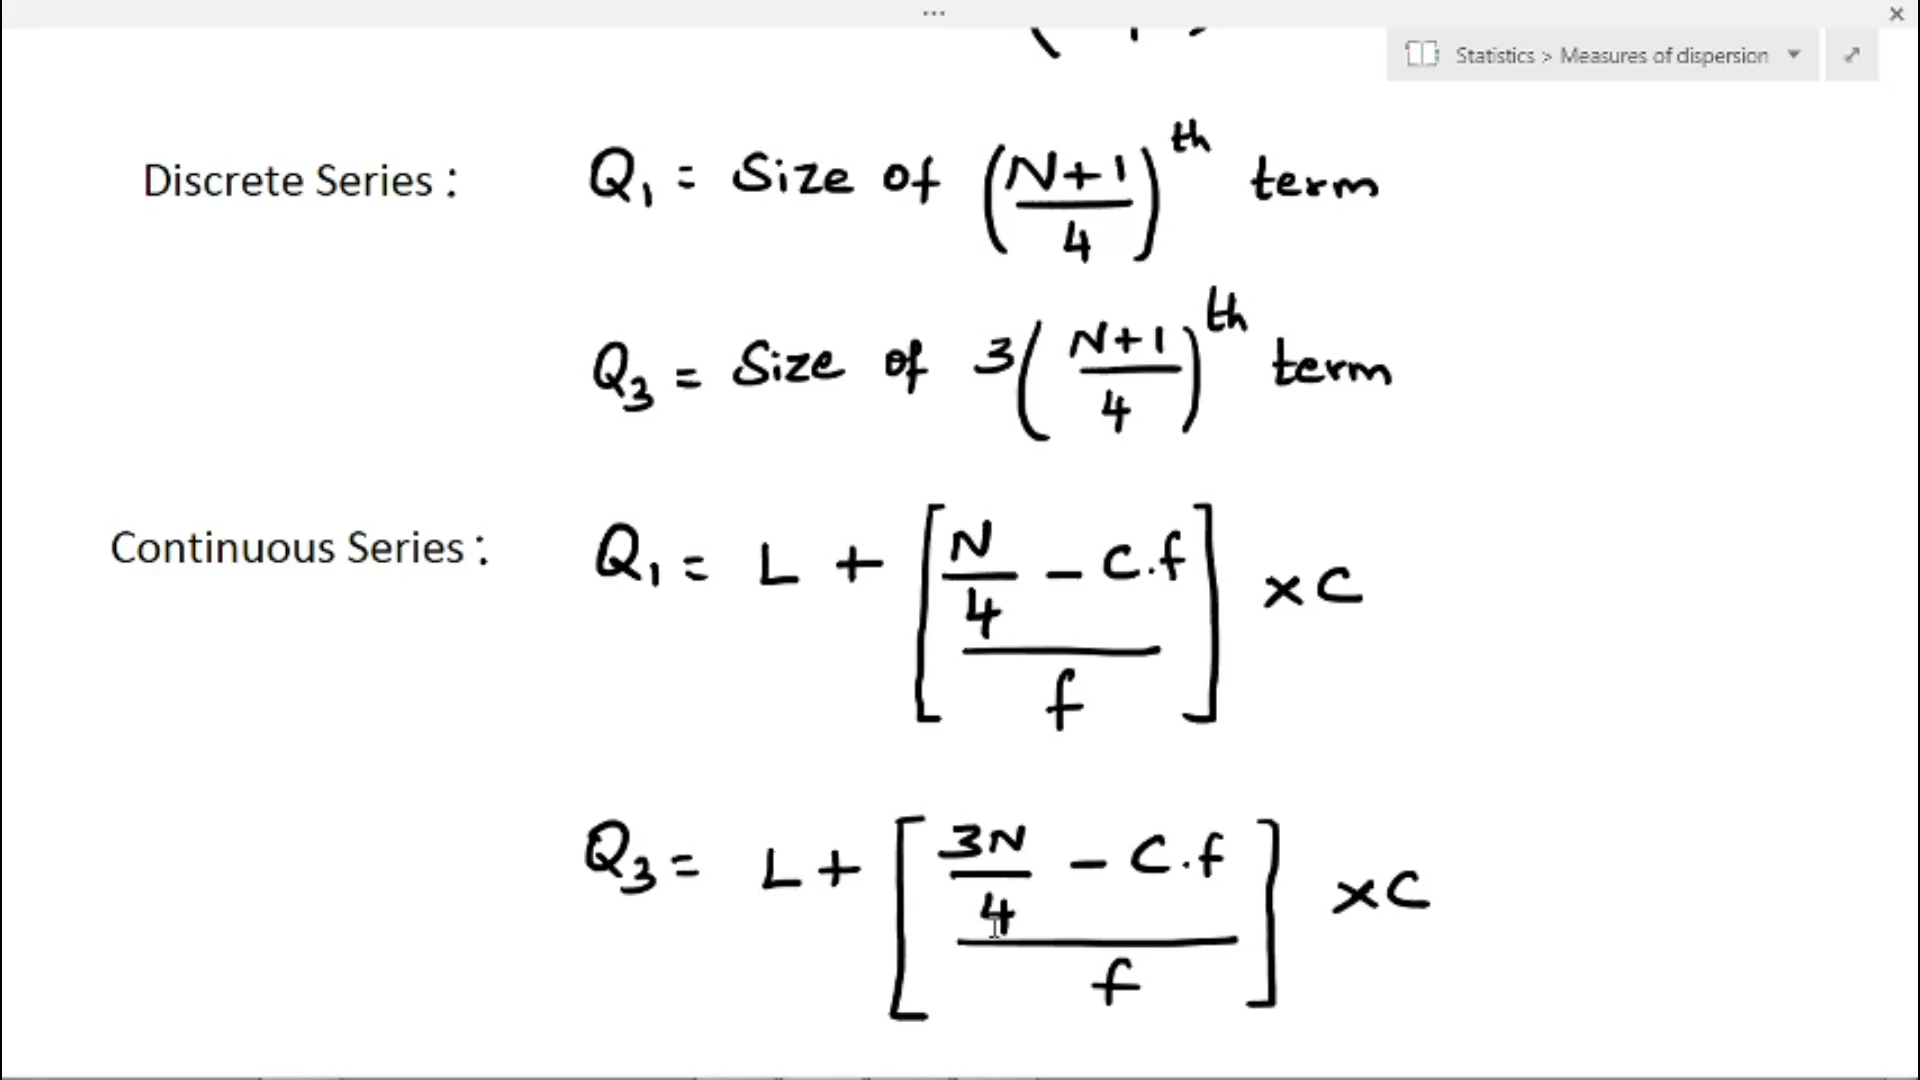 Statistics > Measures of dispersion
Discrete Series : Q₁ = Size of ((N+1)/4)ᵗʰ term
Q₃ = Size of 3((N+1)/4)ᵗʰ term
Continuous Series : Q₁ = L + [(N/4 - C.f)/f] × C
Q₃ = L + [(3N/4 - C.f)/f] × C